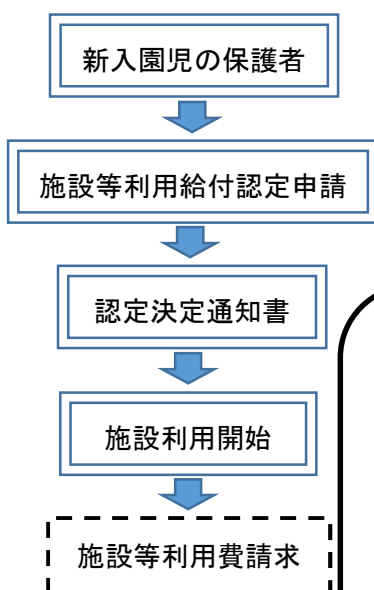 新入園児の保護者
施設等利用給付認定申請
認定決定通知書
施設利用開始
施設等利用費請求